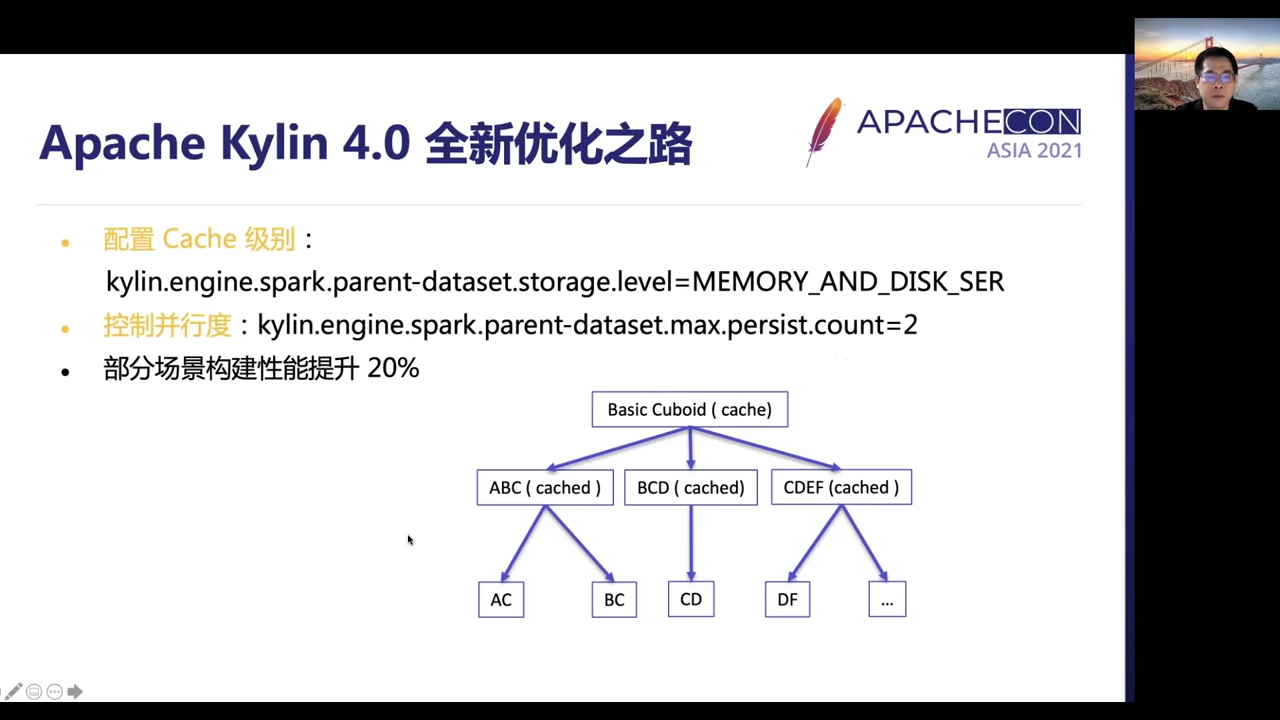 Apache Kylin 4.0 全新优化之路
APACHECON
ASIA 2021
• 配置 Cache 级别：
kylin.engine.spark.parent-dataset.storage.level=MEMORY_AND_DISK_SER
• 控制并行度：kylin.engine.spark.parent-dataset.max.persist.count=2
• 部分场景构建性能提升 20%
Basic Cuboid ( cache)
ABC ( cached )
BCD ( cached)
CDEF (cached )
AC
BC
CD
DF
...